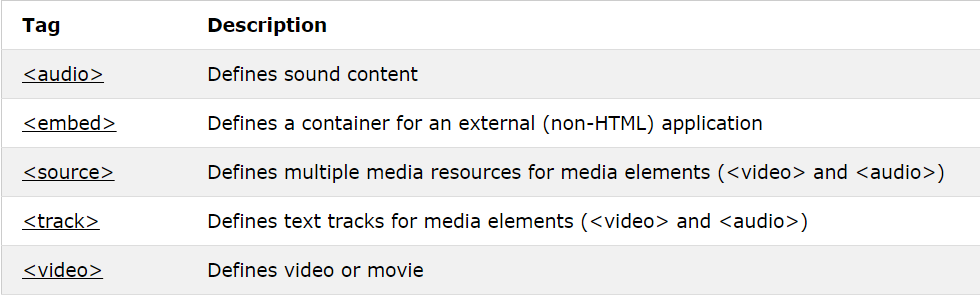 Tag Description
<audio> Defines sound content
<embed> Defines a container for an external (non-HTML) application
<source> Defines multiple media resources for media elements (<video> and <audio>)
<track> Defines text tracks for media elements (<video> and <audio>)
<video> Defines video or movie